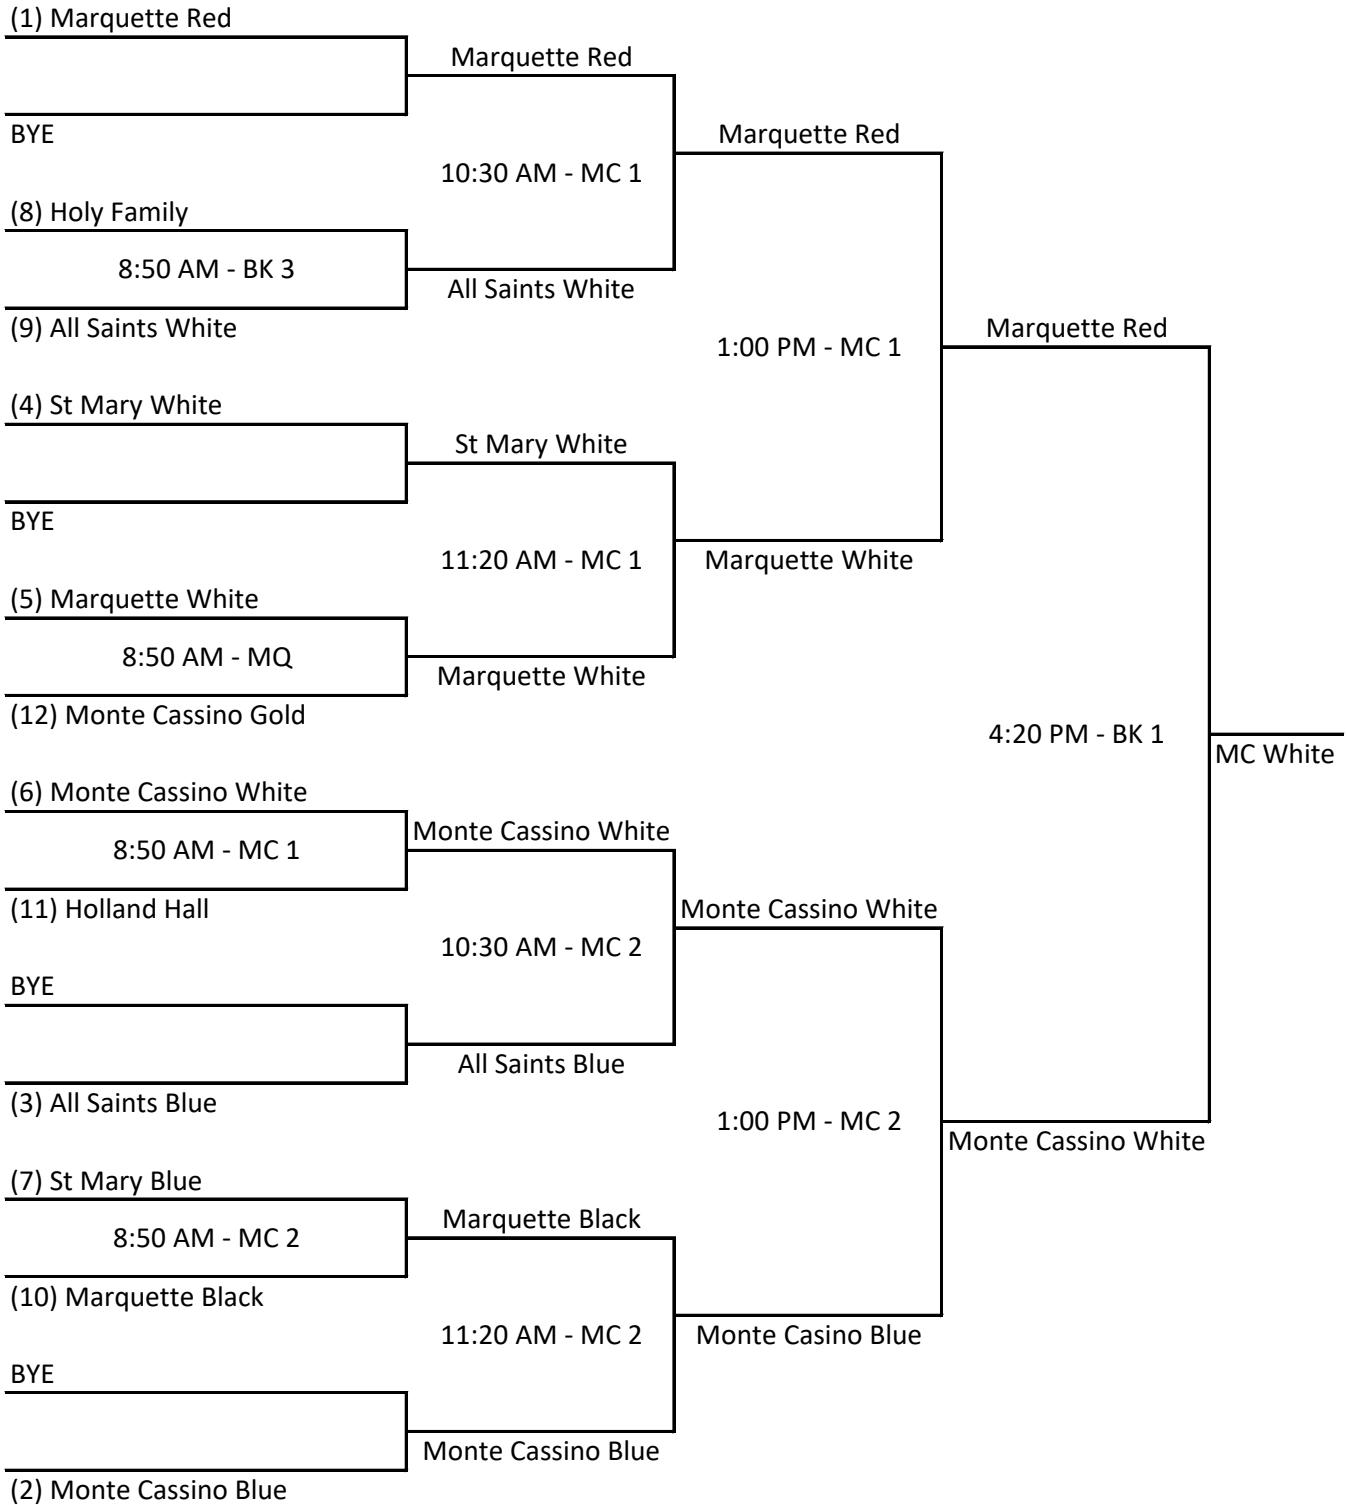 (1) Marquette Red
Marquette Red
BYE
Marquette Red
10:30 AM - MC 1
(8) Holy Family
8:50 AM - BK 3
All Saints White
(9) All Saints White
Marquette Red
1:00 PM - MC 1
(4) St Mary White
St Mary White
BYE
11:20 AM - MC 1
Marquette White
(5) Marquette White
8:50 AM - MQ
Marquette White
(12) Monte Cassino Gold
4:20 PM - BK 1
MC White
(6) Monte Cassino White
Monte Cassino White
8:50 AM - MC 1
(11) Holland Hall
Monte Cassino White
10:30 AM - MC 2
BYE
All Saints Blue
(3) All Saints Blue
1:00 PM - MC 2
Monte Cassino White
(7) St Mary Blue
Marquette Black
8:50 AM - MC 2
(10) Marquette Black
11:20 AM - MC 2
Monte Casino Blue
BYE
Monte Cassino Blue
(2) Monte Cassino Blue